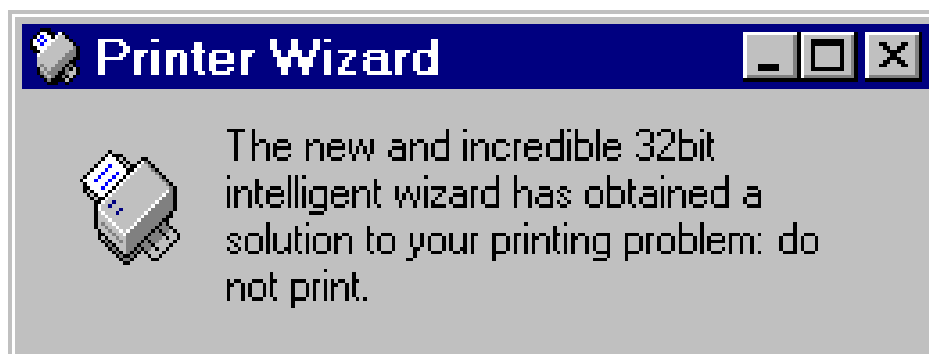 Printer Wizard
The new and incredible 32bit
intelligent wizard has obtained a
solution to your printing problem: do
not print.